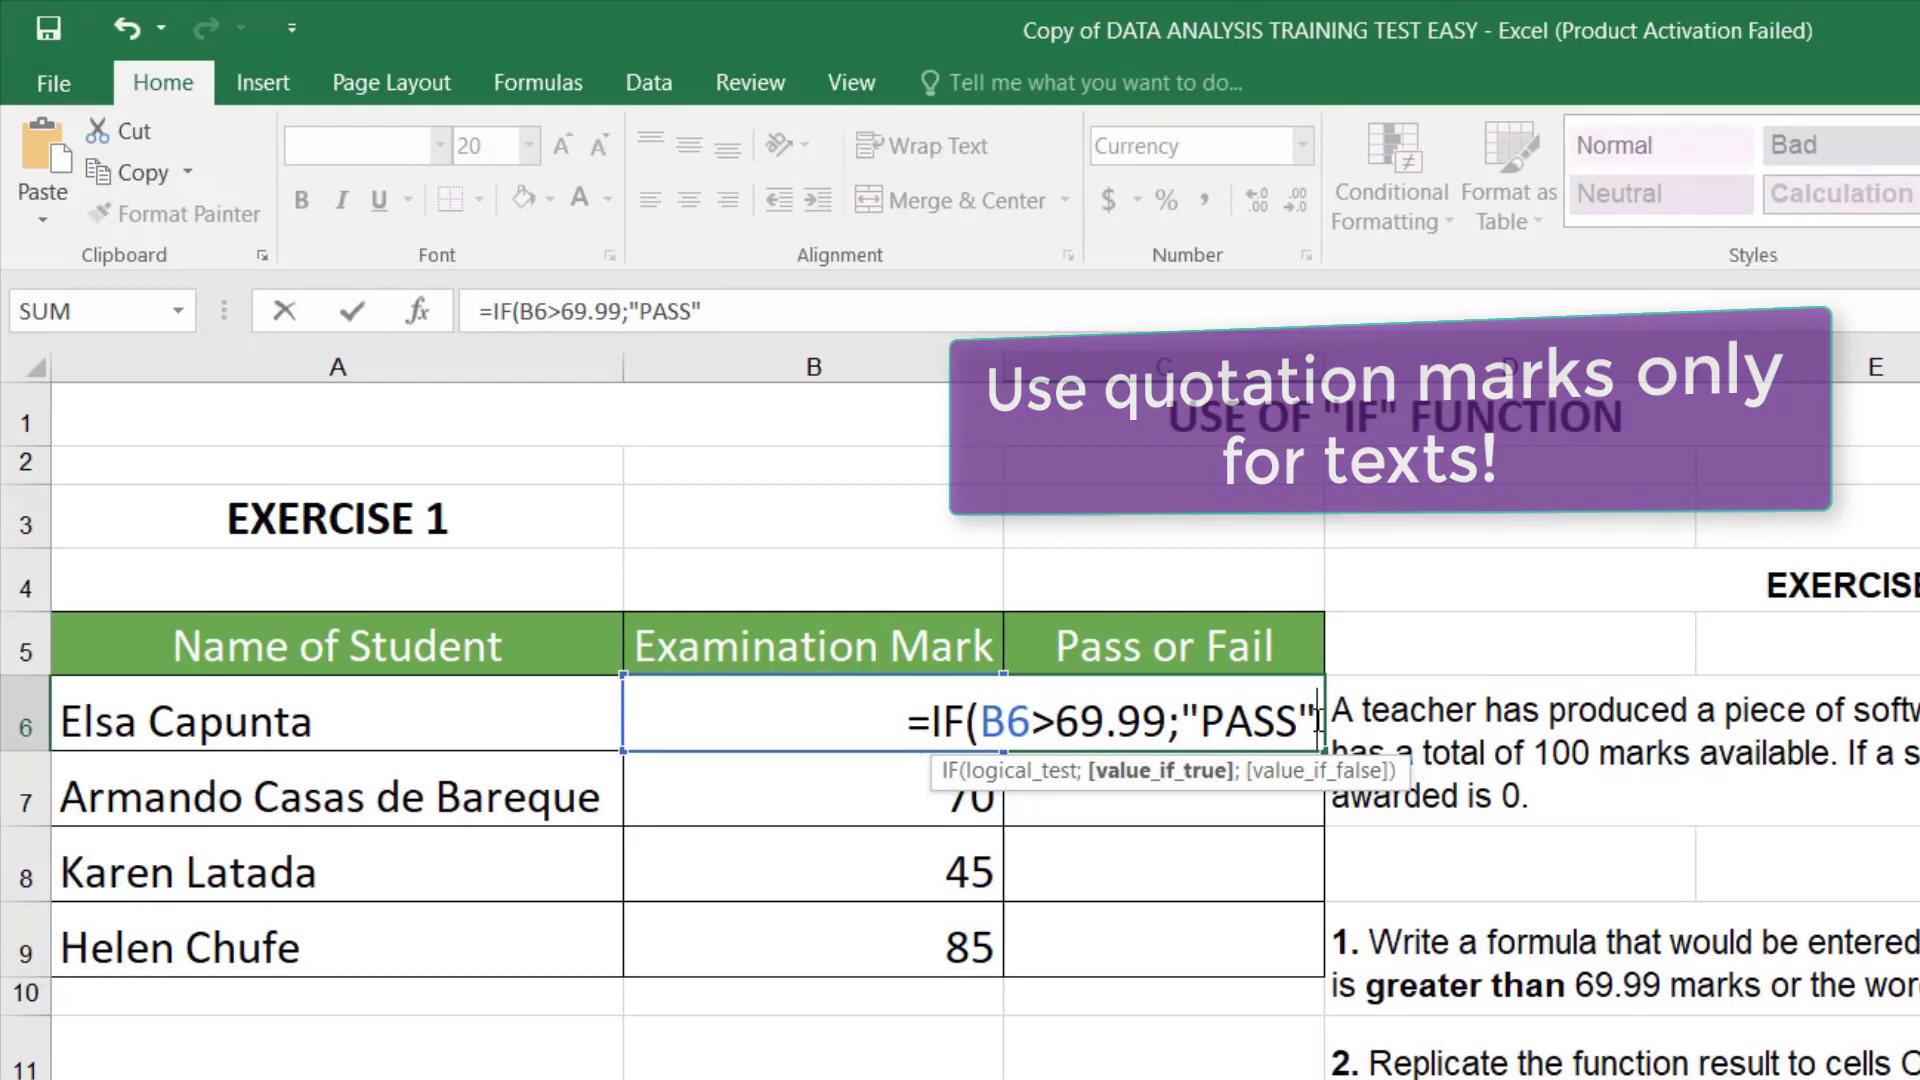 Copy of DATA ANALYSIS TRAINING TEST EASY - Excel (Product Activation Failed)
File Home Insert Page Layout Formulas Data Review View Tell me what you want to do...
Paste
Cut
Copy
Format Painter
Clipboard
20
B I U
A
Font
Wrap Text
Merge & Center
Alignment
Currency
$ % ,
Number
Conditional
Formatting
Format as
Table
Normal Bad
Neutral Calculation
Styles
SUM fx =IF(B6>69.99;"PASS"
A B C D E
Use quotation marks only
for texts!
1 USE OF "IF" FUNCTION
2
3 EXERCISE 1
4 EXERCISE
5 Name of Student Examination Mark Pass or Fail
6 Elsa Capunta =IF(B6>69.99;"PASS"
IF(logical_test; [value_if_true]; [value_if_false])
7 Armando Casas de Bareque 70
8 Karen Latada 45
9 Helen Chufe 85
10
11
A teacher has produced a piece of softw
has a total of 100 marks available. If a s
awarded is 0.
1. Write a formula that would be entered
is greater than 69.99 marks or the wor
2. Replicate the function result to cells C